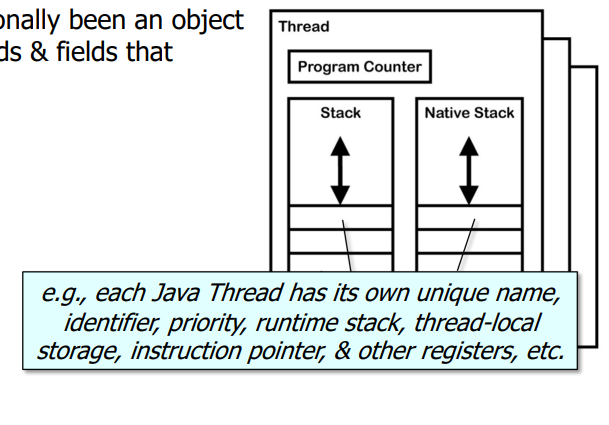 onally been an object
ds & fields that
Thread
Program Counter
Stack
Native Stack
e.g., each Java Thread has its own unique name,
identifier, priority, runtime stack, thread-local
storage, instruction pointer, & other registers, etc.